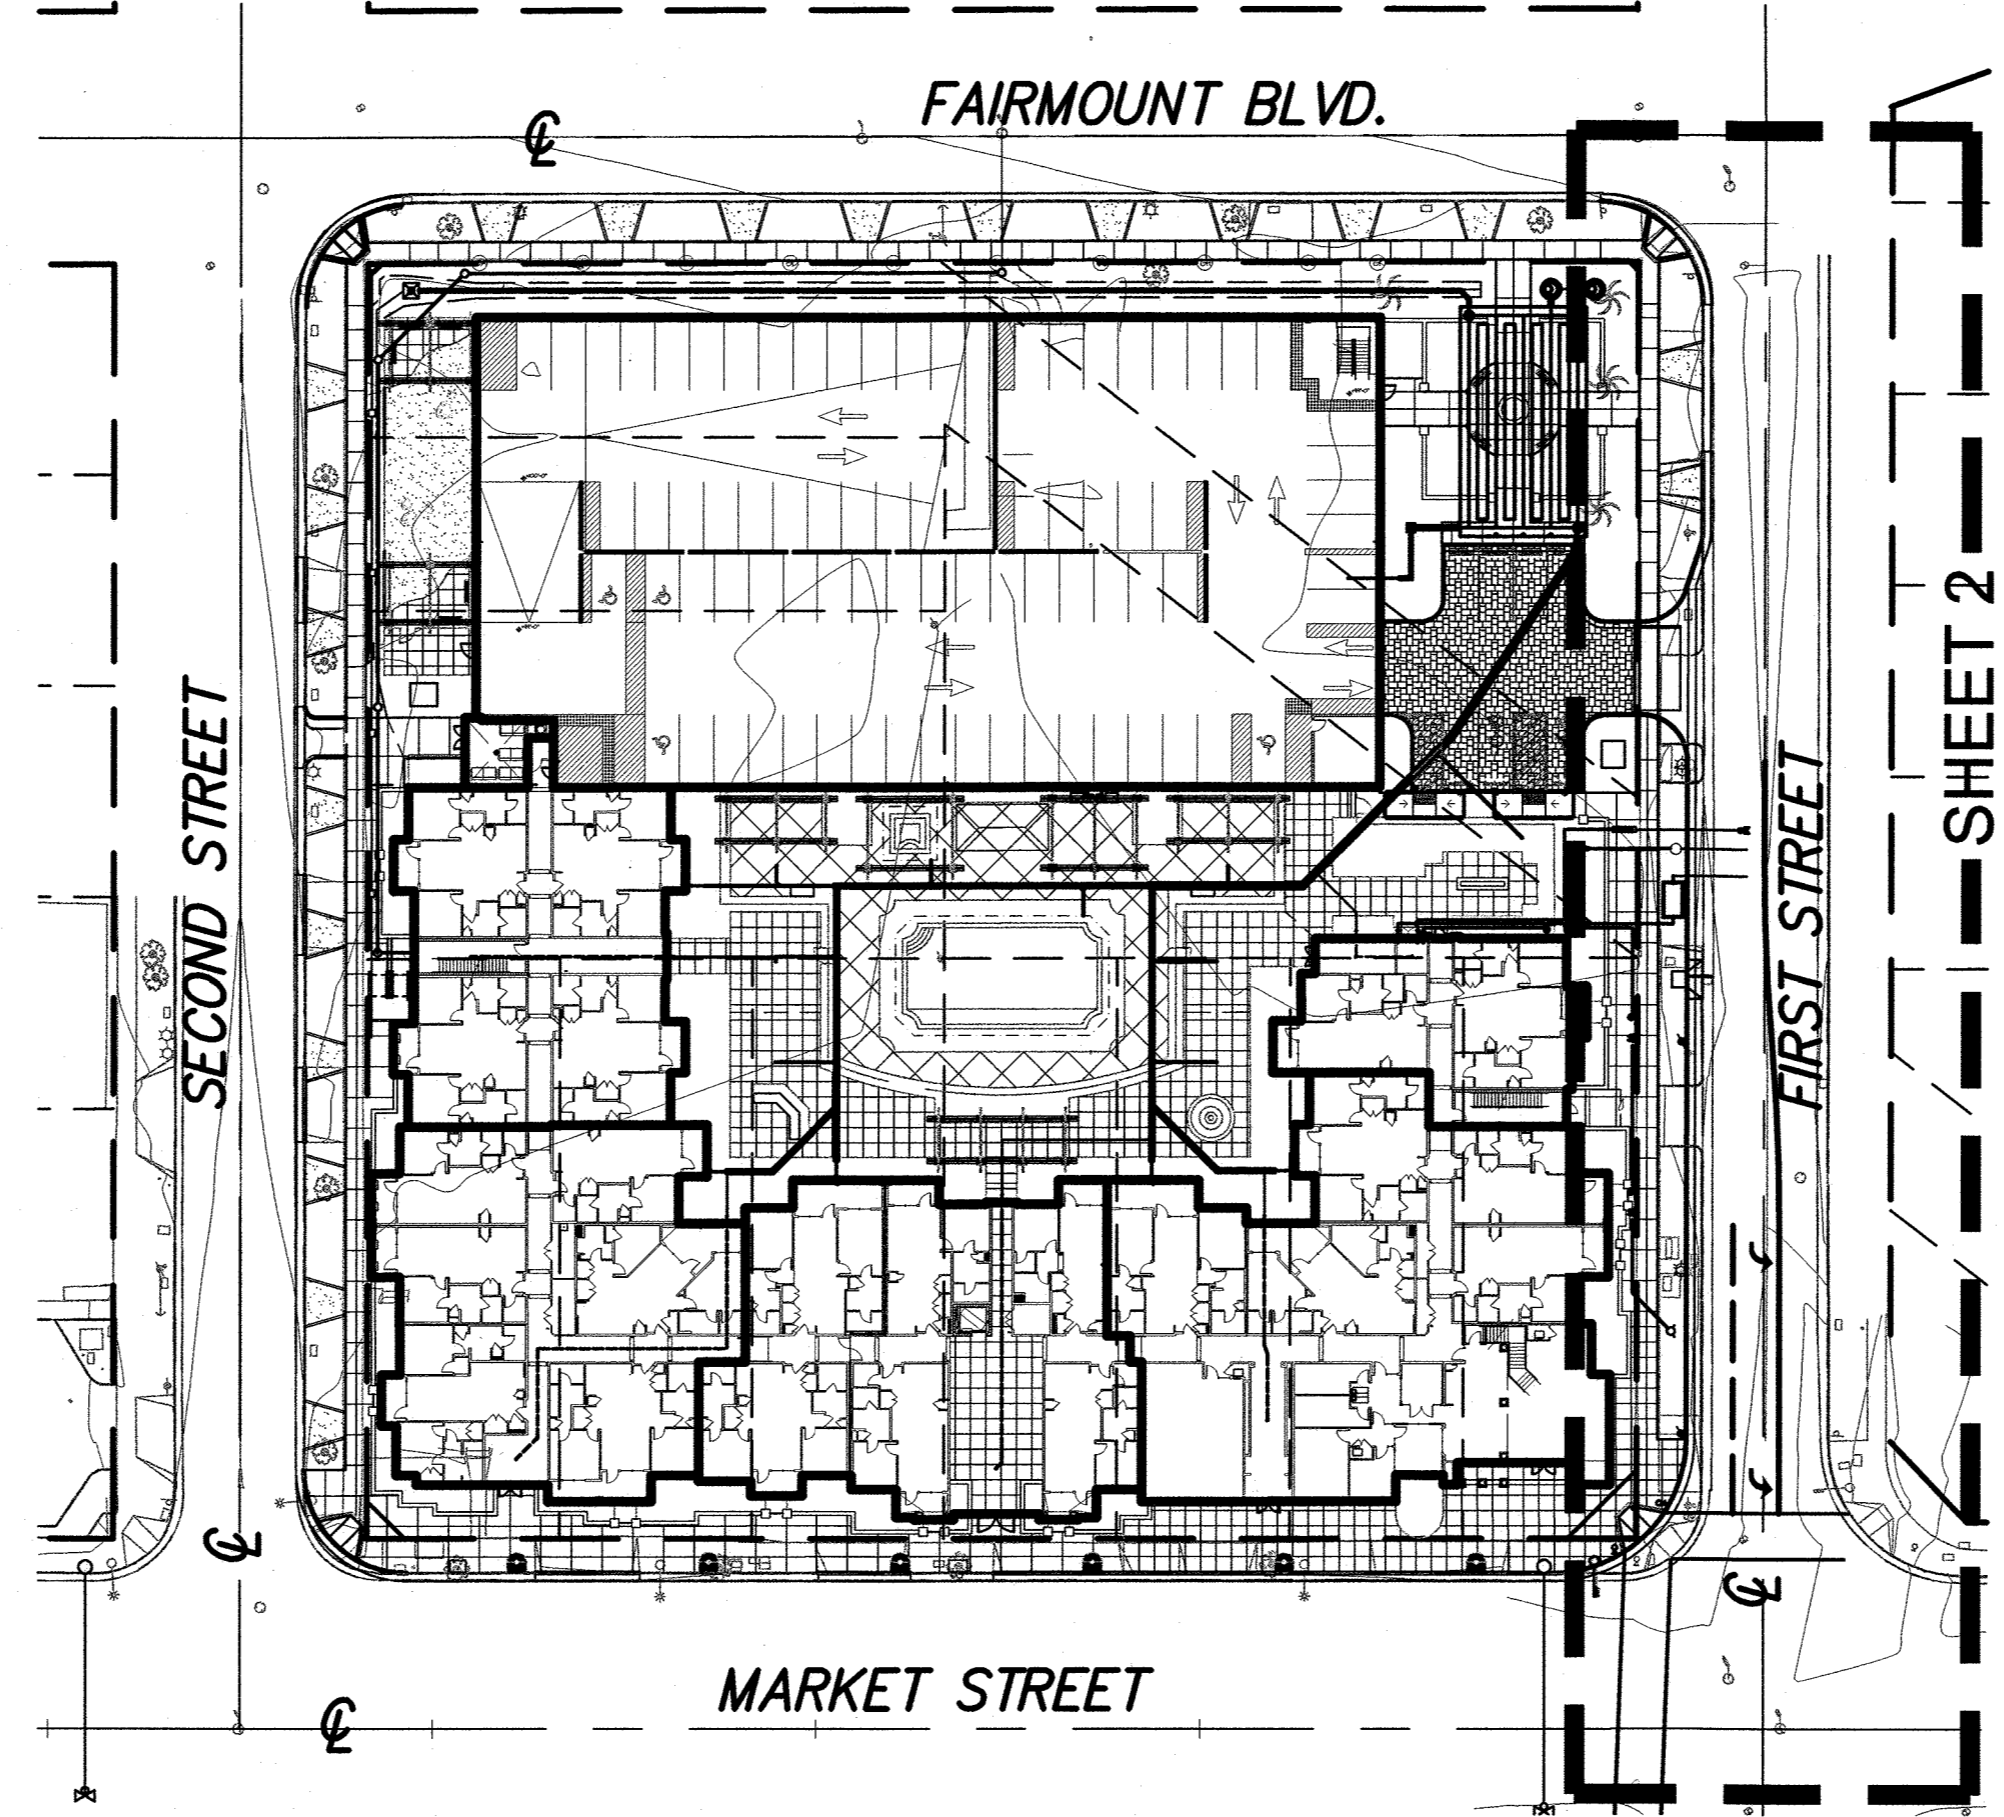 FAIRMOUNT BLVD.
℄
SECOND STREET
SHEET 2
FIRST STREET
℄
℄
MARKET STREET
℄